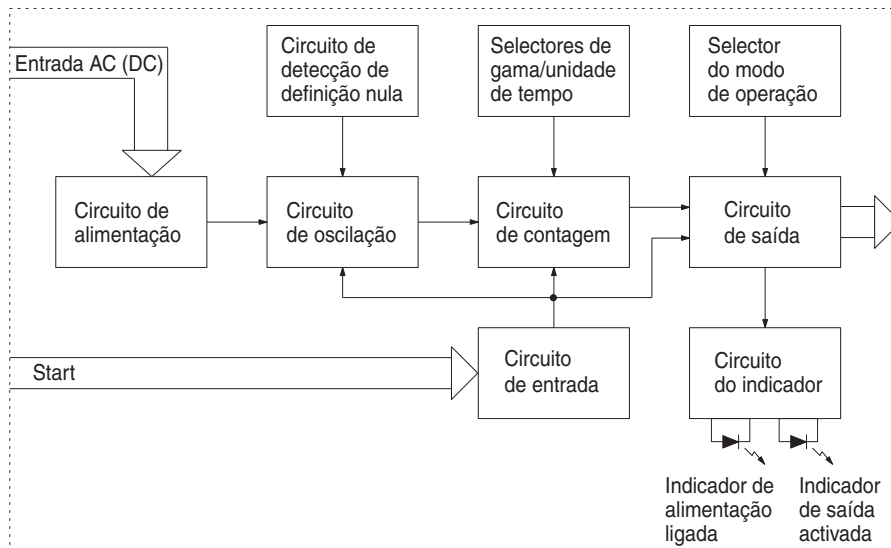 Entrada AC (DC)
Circuito de
detecção de
definição nula
Selectores de
gama/unidade
de tempo
Selector
do modo
de operação
Circuito de
alimentação
Circuito
de oscilação
Circuito
de contagem
Circuito
de saída
Start
Circuito
de entrada
Circuito
do indicador
Indicador de
alimentação
ligada
Indicador
de saída
activada